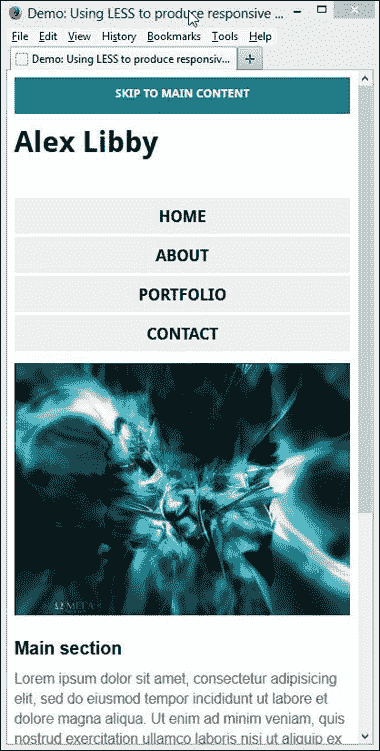 Demo: Using LESS to produce responsive ...
File Edit View History Bookmarks Tools Help
Demo: Using LESS to produce responsiv...
SKIP TO MAIN CONTENT
Alex Libby
HOME
ABOUT
PORTFOLIO
CONTACT
Main section
Lorem ipsum dolor sit amet, consectetur adipisicing
elit, sed do eiusmod tempor incididunt ut labore et
dolore magna aliqua. Ut enim ad minim veniam, quis
nostrud exercitation ullamco laboris nisi ut aliquip ex